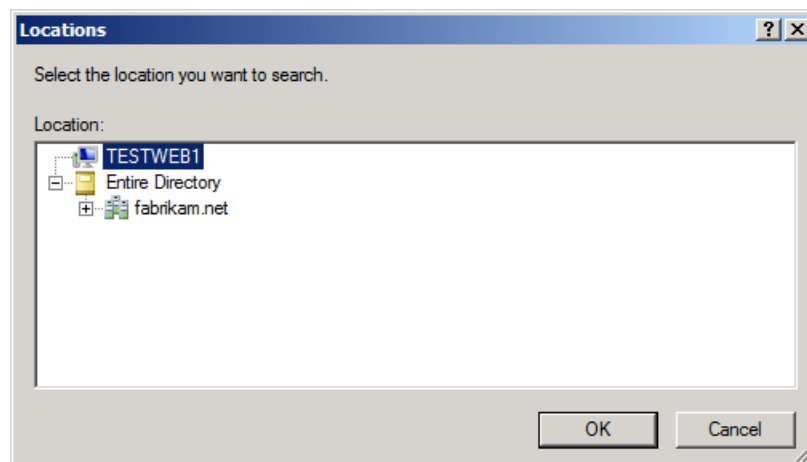 Locations
Select the location you want to search.
Location:
TESTWEB1
Entire Directory
fabrikam.net
OK Cancel